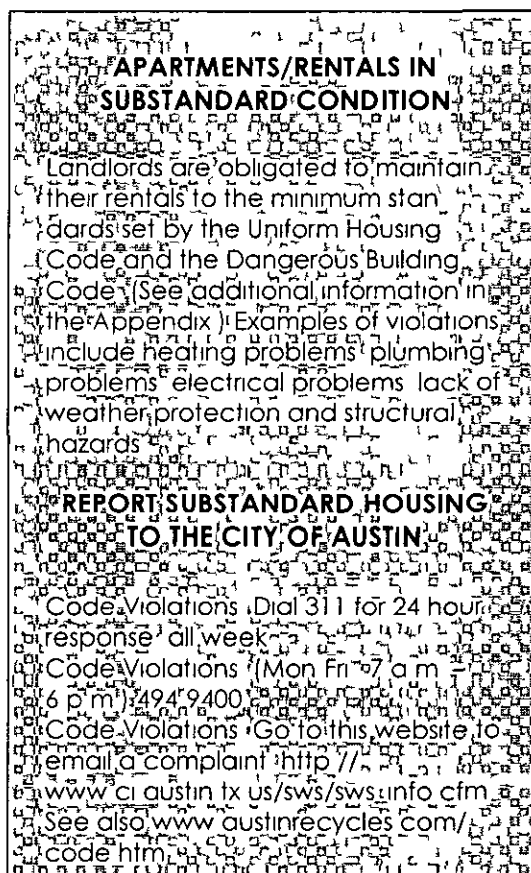 APARTMENTS/RENTALS IN
SUBSTANDARD CONDITION
Landlords are obligated to maintain
their rentals to the minimum stan
dards set by the Uniform Housing
Code and the Dangerous Building
Code (See additional information in
the Appendix ) Examples of violations
include heating problems plumbing
problems electrical problems lack of
weather protection and structural
hazards
REPORT SUBSTANDARD HOUSING
TO THE CITY OF AUSTIN
Code Violations Dial 311 for 24 hour
response all week
Code Violations (Mon Fri 7 a m –
6 p m ) 494 9400
Code Violations Go to this website to
email a complaint http //
www ci austin tx us/sws/sws_info cfm
See also www austinrecycles com/
code htm